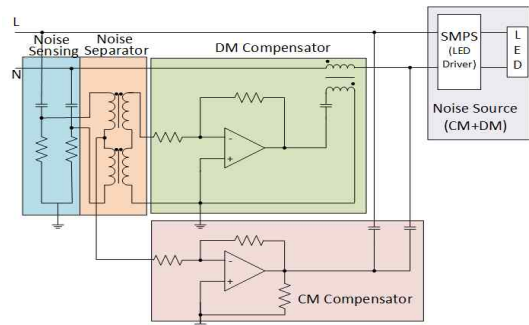 L
Noise
Sensing
Noise
Separator
DM Compensator
SMPS
(LED
Driver)
L
E
D
N
Noise Source
(CM+DM)
-
+
-
+
CM Compensator